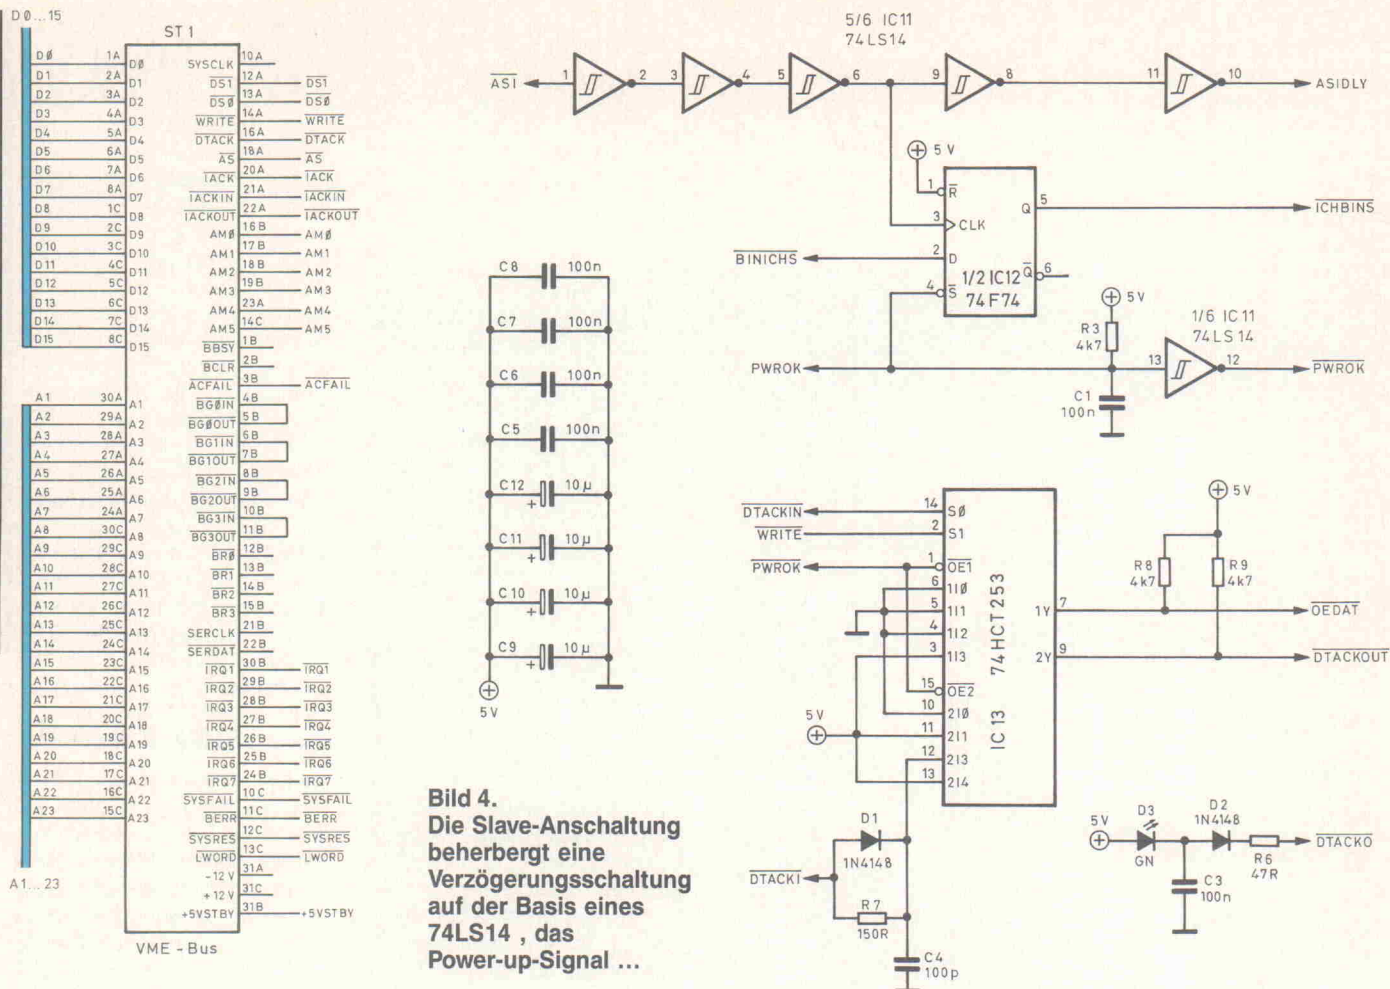 D0...15
ST1
D0 1A D0 SYSCLK 10A
D1 2A D1 DS1 12A DS1
D2 3A D2 DS0 13A DS0
D3 4A D3 WRITE 14A WRITE
D4 5A D4 DTACK 16A DTACK
D5 6A D5 AS 18A AS
D6 7A D6 IACK 20A IACK
D7 8A D7 IACKIN 21A IACKIN
D8 1C D8 IACKOUT 22A IACKOUT
D9 2C D9 AM0 16B AM0
D10 3C D10 AM1 17B AM1
D11 4C D11 AM2 18B AM2
D12 5C D12 AM3 19B AM3
D13 6C D13 AM4 23A AM4
D14 7C D14 AM5 14C AM5
D15 8C D15 BBSY 1B
BCLR 2B
ACFAIL 3B ACFAIL
A1 30A A1 BG0IN 4B
A2 29A A2 BG0OUT 5B
A3 28A A3 BG1IN 6B
A4 27A A4 BG1OUT 7B
A5 26A A5 BG2IN 8B
A6 25A A6 BG2OUT 9B
A7 24A A7 BG3IN 10B
A8 30C A8 BG3OUT 11B
A9 29C A9 BR0 12B
A10 28C A10 BR1 13B
A11 27C A11 BR2 14B
A12 26C A12 BR3 15B
A13 25C A13 SERCLK 21B
A14 24C A14 SERDAT 22B
A15 23C A15 IRQ1 30B IRQ1
A16 22C A16 IRQ2 29B IRQ2
A17 21C A17 IRQ3 28B IRQ3
A18 20C A18 IRQ4 27B IRQ4
A19 19C A19 IRQ5 26B IRQ5
A20 18C A20 IRQ6 25B IRQ6
A21 17C A21 IRQ7 24B IRQ7
A22 16C A22 SYSFAIL 10C SYSFAIL
A23 15C A23 BERR 11C BERR
SYSRES 12C SYSRES
LWORD 13C LWORD
-12V 31A
+12V 31C
+5VSTBY 31B +5VSTBY
A1...23
VME-Bus
C8 100n
C7 100n
C6 100n
C5 100n
C12 + 10µ
C11 + 10µ
C10 + 10µ
C9 + 10µ
5V
5/6 IC11
74LS14
ASI 1 2 3 4 5 6 9 8 11 10 ASIDLY
5V
1 R
3 CLK Q 5 ICHBINS
BINICHS 2 D
1/2 IC12
74F74
Q 6
4 S
5V
R3
4k7
1/6 IC11
74LS14
PWROK 13 12 PWROK
C1
100n
DTACKIN 14 S0
WRITE 2 S1
PWROK 1 OE1
6 1I0
5 1I1
4 1I2
3 1I3
15 OE2
10 2I0
5V 11 2I1
12 2I3
13 2I4
IC13 74HCT253
5V
R8
4k7
R9
4k7
1Y 7 OEDAT
2Y 9 DTACKOUT
D1
1N4148
DTACKI
R7
150R
C4
100p
5V
D3
GN
D2
1N4148
R6
47R
DTACKO
C3
100n
Bild 4.
Die Slave-Anschaltung
beherbergt eine
Verzögerungsschaltung
auf der Basis eines
74LS14 , das
Power-up-Signal ...